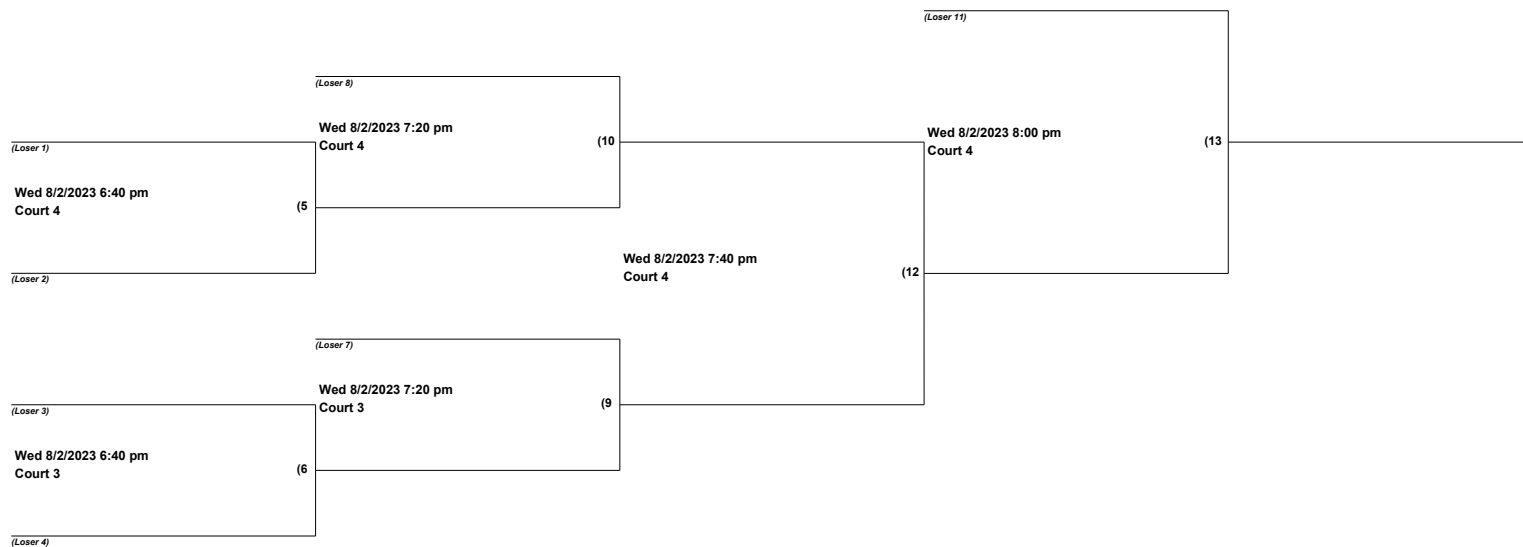 (Loser 11)
(Loser 8)
Wed 8/2/2023 7:20 pm
Court 4
(10
Wed 8/2/2023 8:00 pm
Court 4
(13
(Loser 1)
Wed 8/2/2023 6:40 pm
Court 4
(5
(Loser 2)
Wed 8/2/2023 7:40 pm
Court 4
(12
(Loser 7)
Wed 8/2/2023 7:20 pm
Court 3
(9
(Loser 3)
Wed 8/2/2023 6:40 pm
Court 3
(6
(Loser 4)